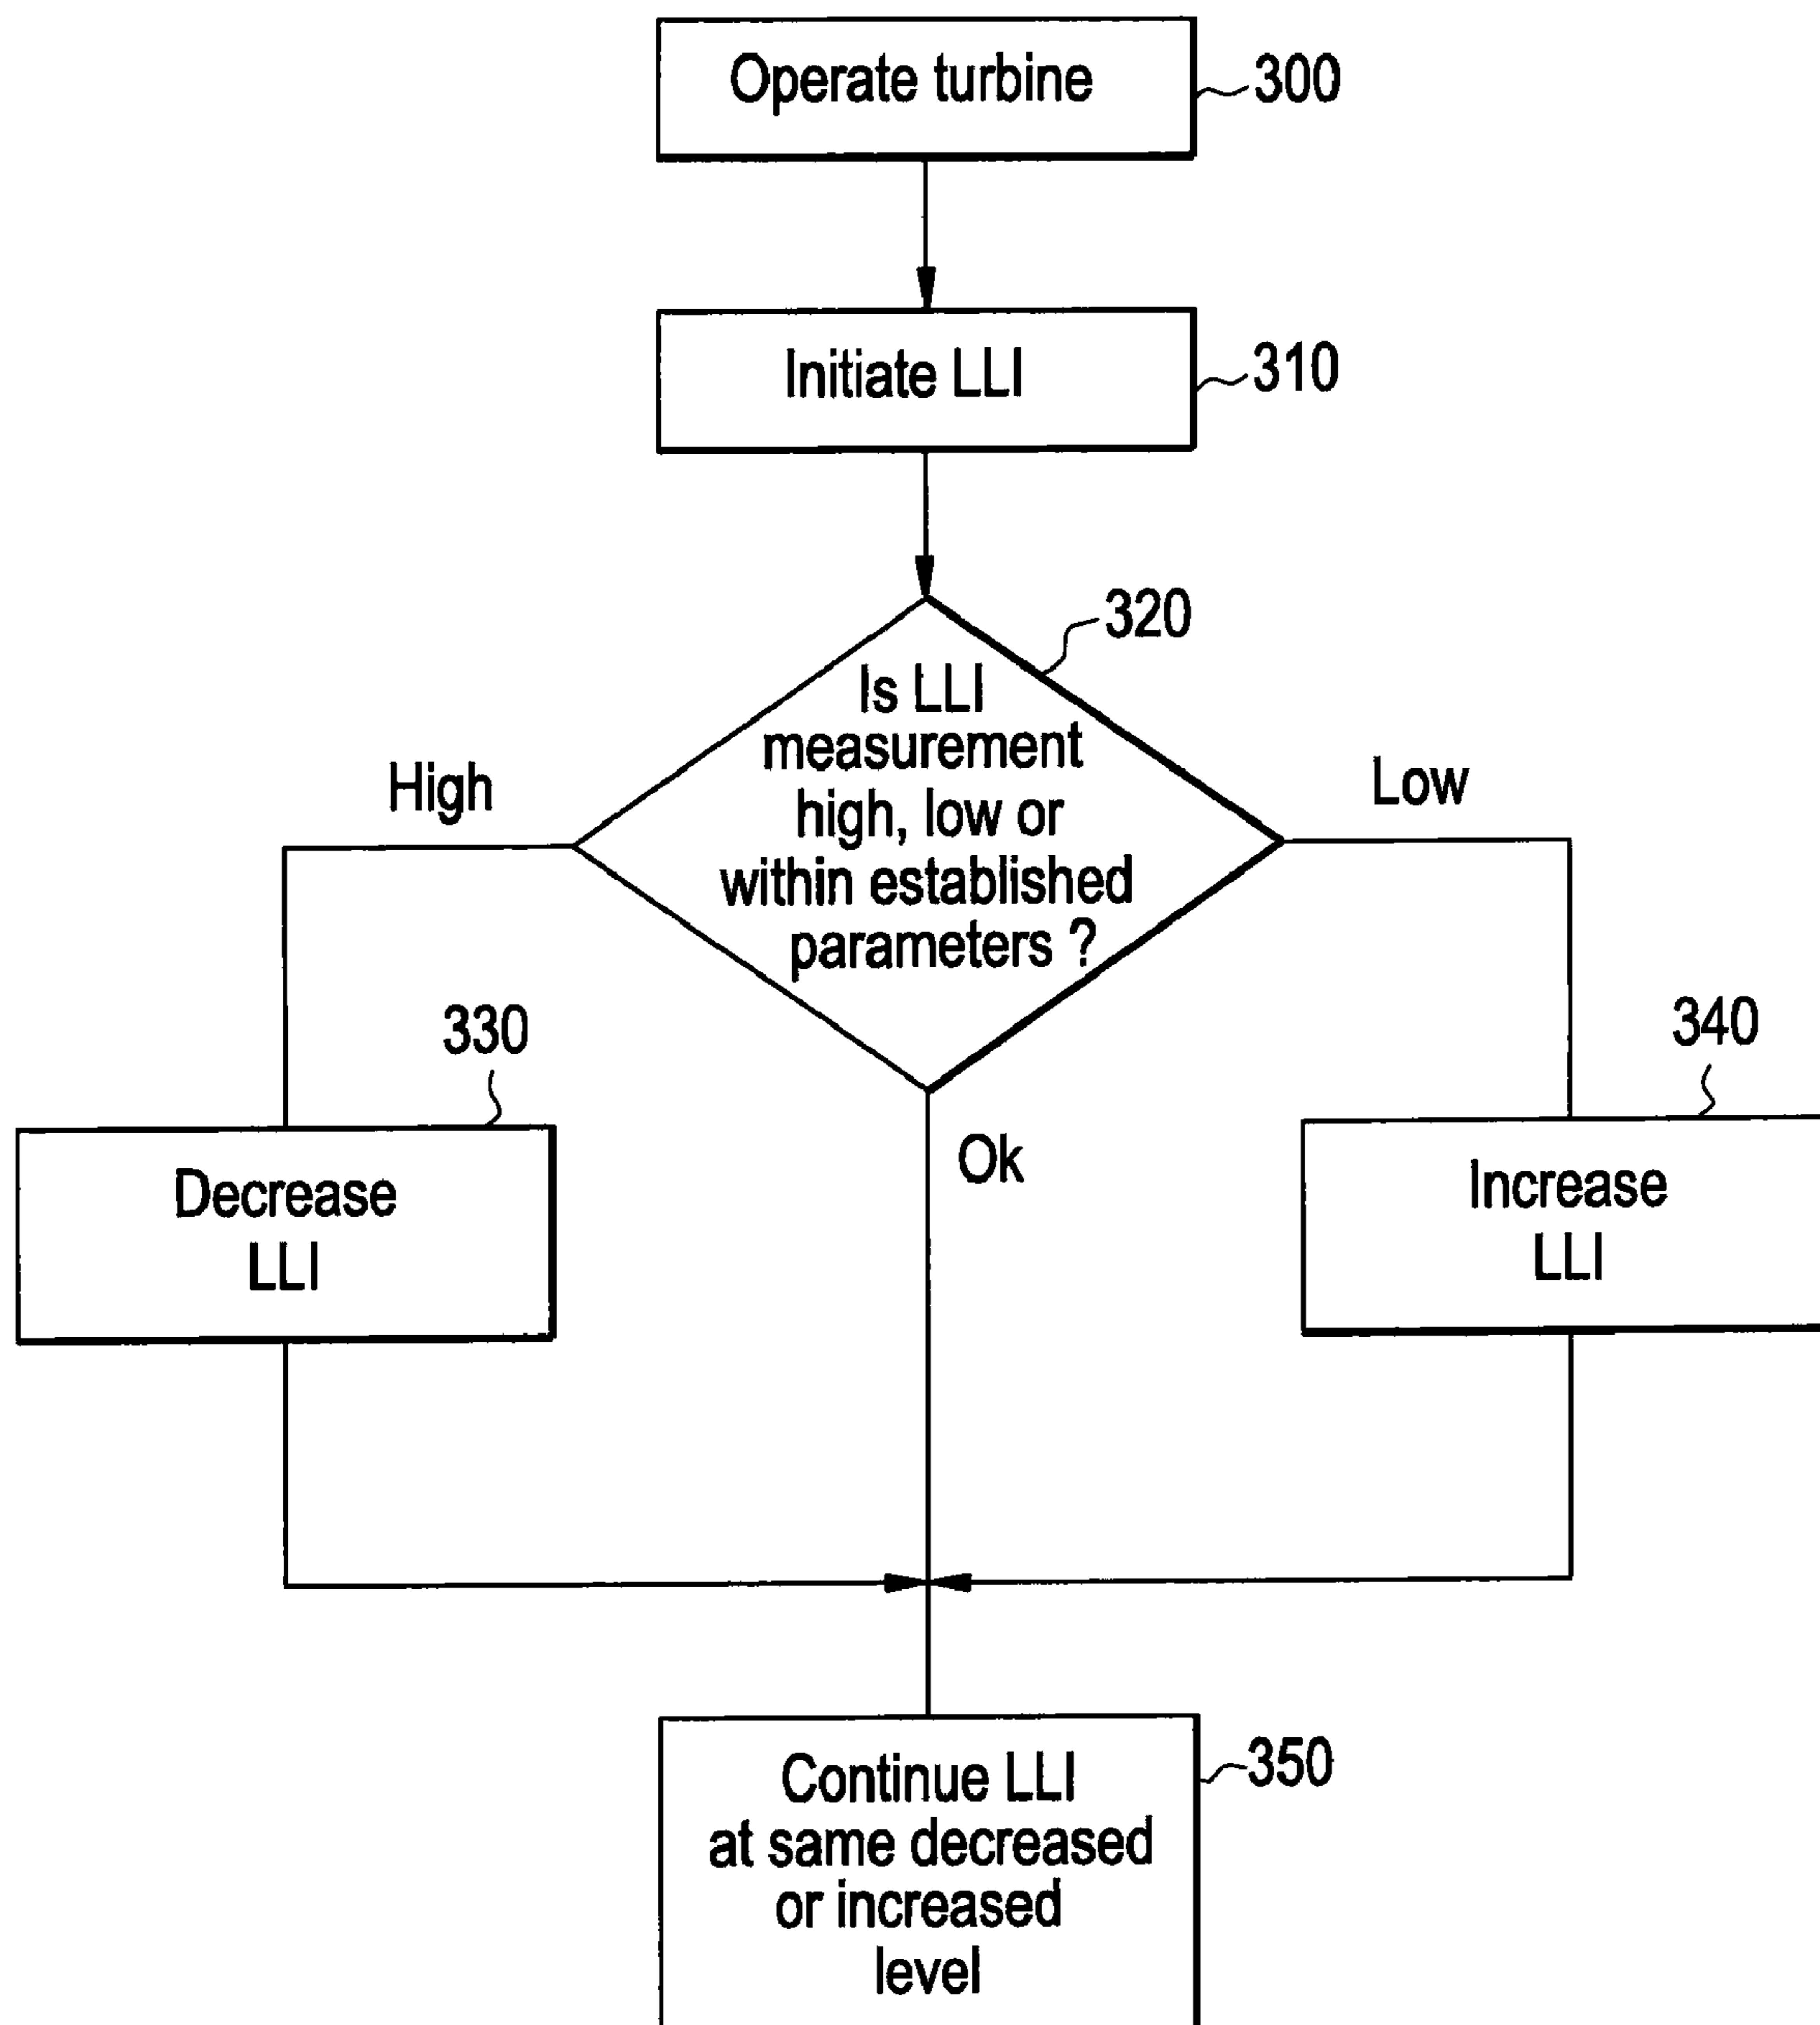 Operate turbine
300
Initiate LLI
310
320
Is LLI
measurement
high, low or
within established
parameters ?
High
Low
Ok
330
Decrease
LLI
340
Increase
LLI
Continue LLI
at same decreased
or increased
level
350